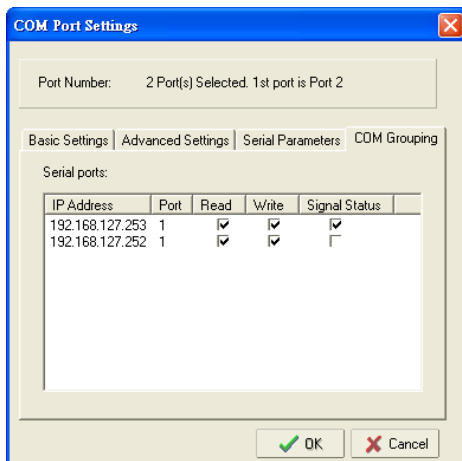 COM Port Settings
Port Number: 2 Port(s) Selected. 1st port is Port 2
Basic Settings Advanced Settings Serial Parameters COM Grouping
Serial ports:
IP Address Port Read Write Signal Status
192.168.127.253 1
192.168.127.252 1
OK Cancel